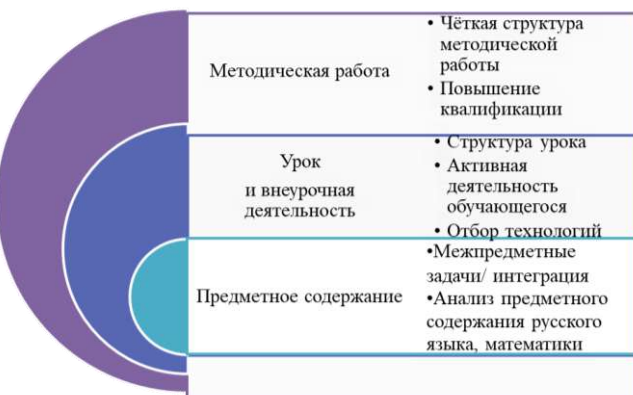 Методическая работа
• Чёткая структура
методической
работы
• Повышение
квалификации
Урок
и внеурочная
деятельность
• Структура урока
• Активная
деятельность
обучающегося
• Отбор технологий
Предметное содержание
•Межпредметные
задачи/ интеграция
•Анализ предметного
содержания русского
языка, математики